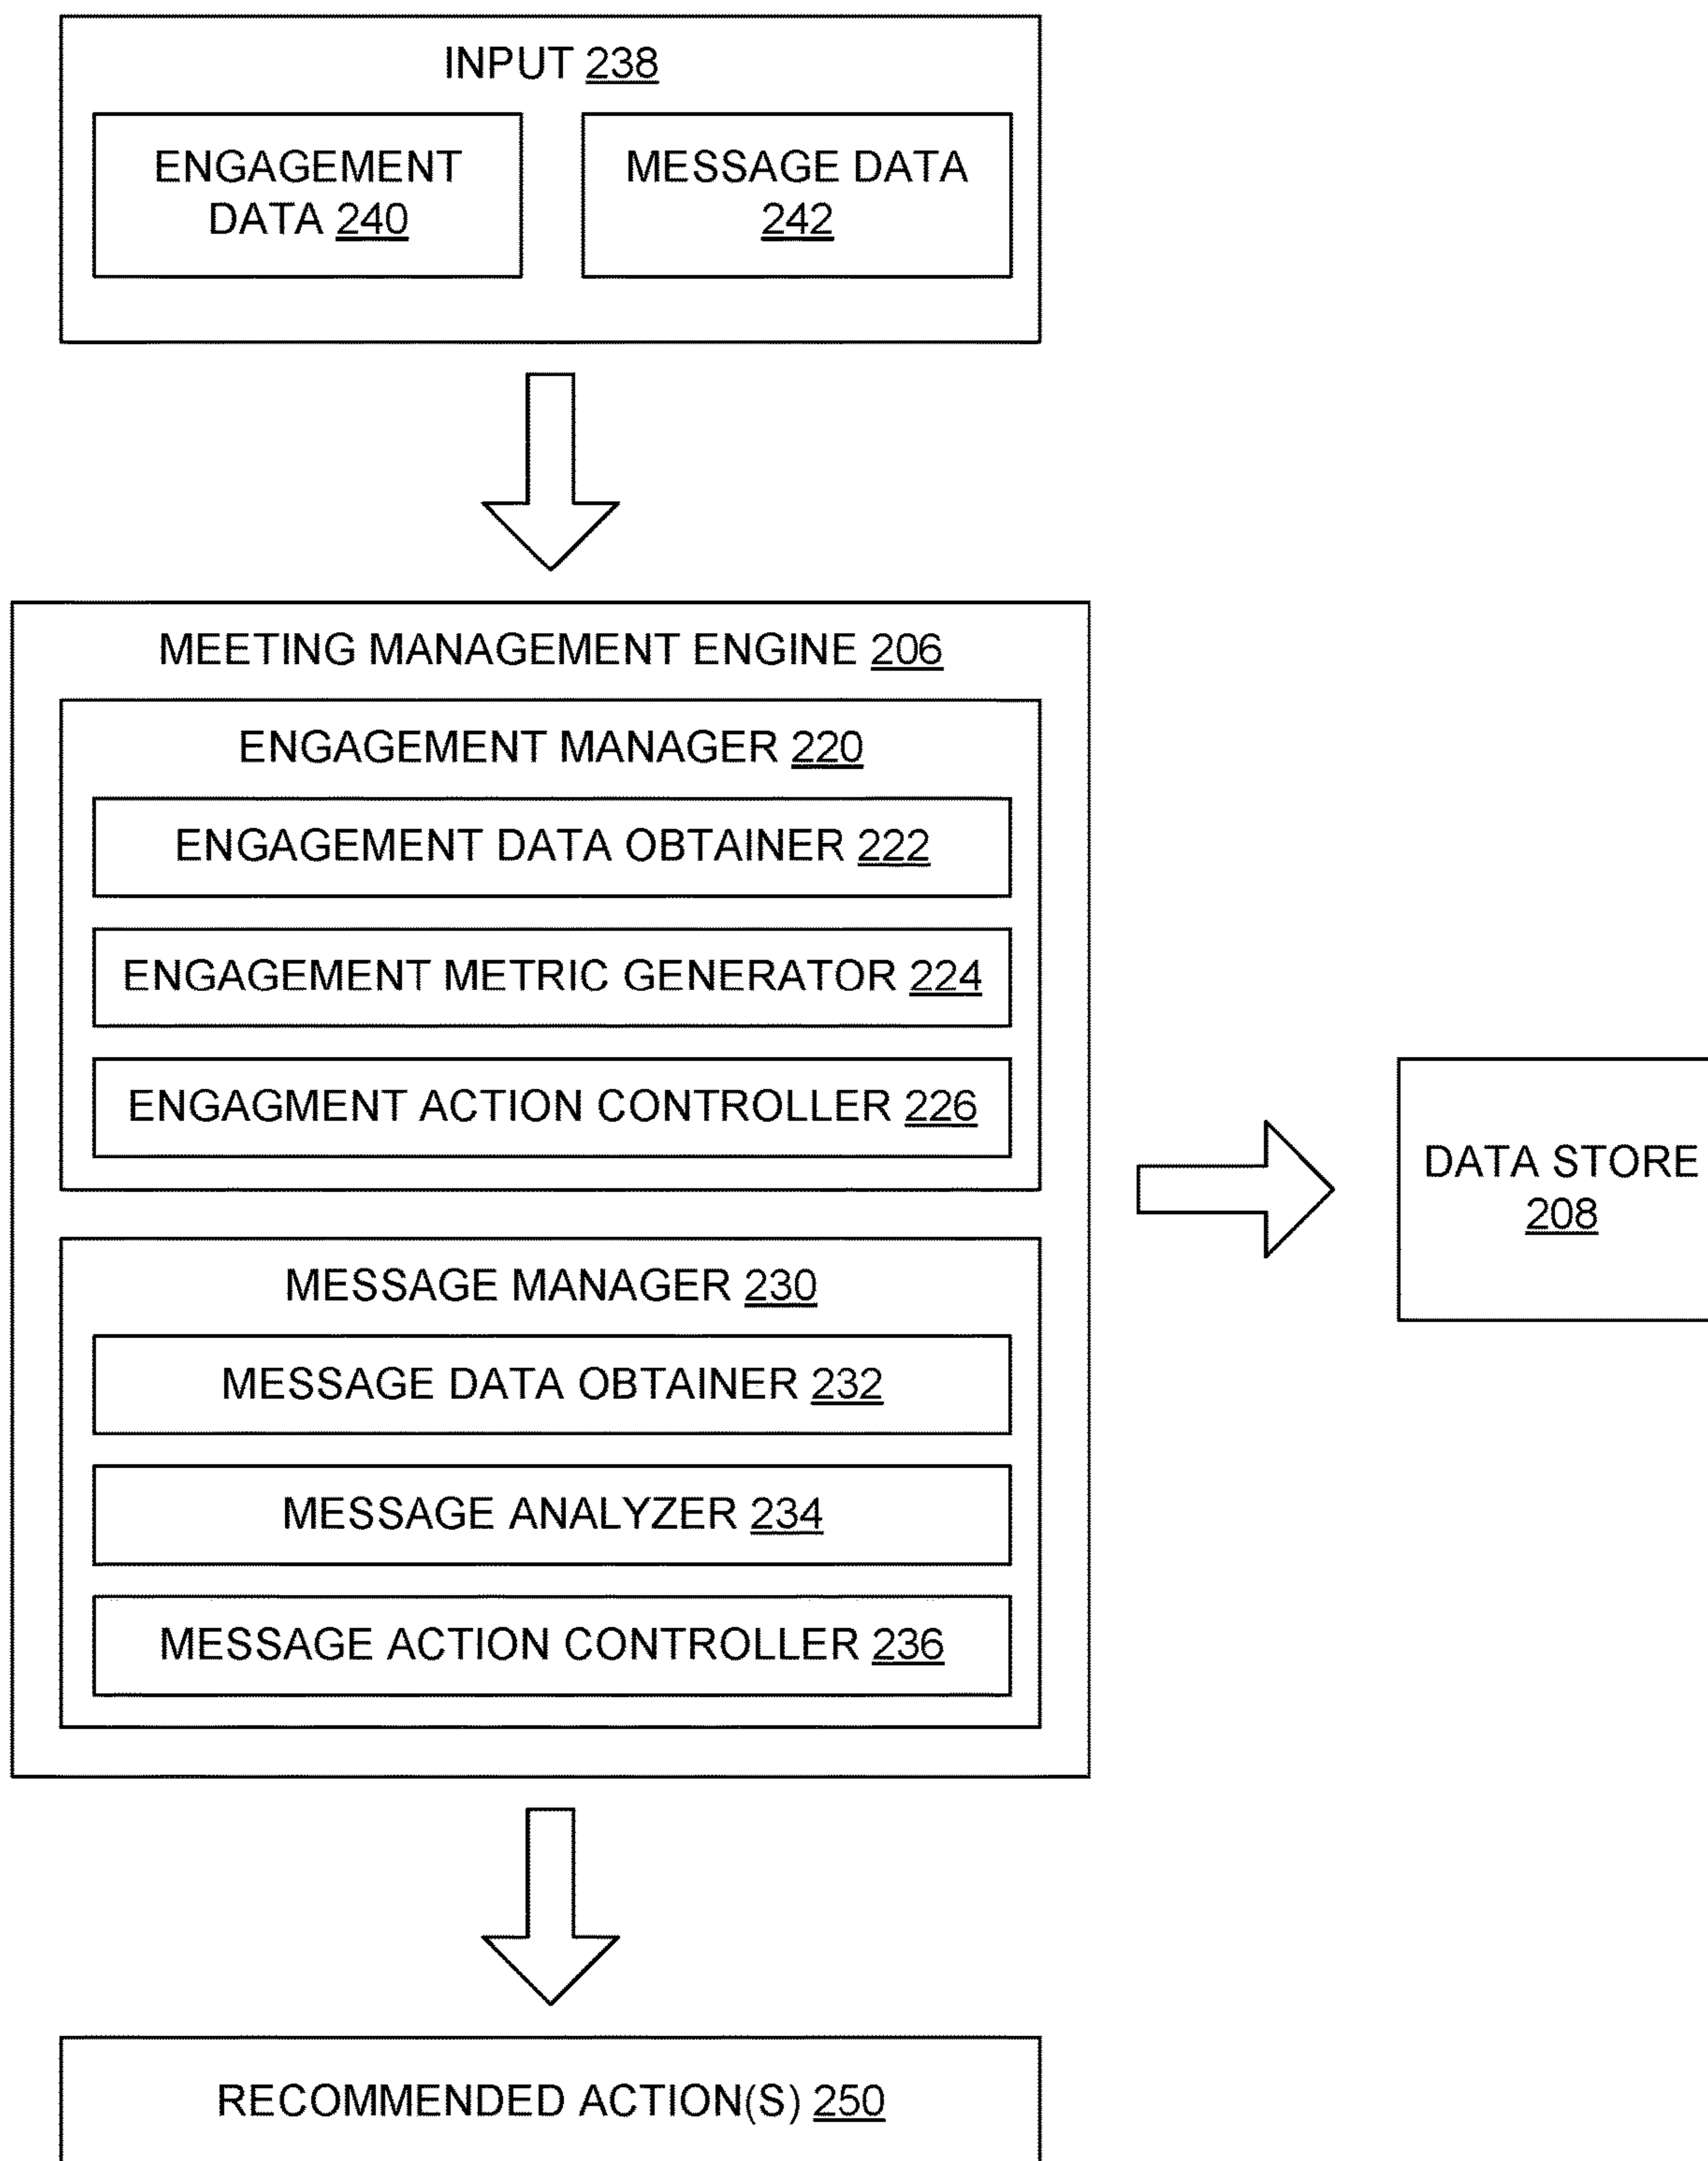 INPUT 238
ENGAGEMENT
DATA 240
MESSAGE DATA
242
MEETING MANAGEMENT ENGINE 206
ENGAGEMENT MANAGER 220
ENGAGEMENT DATA OBTAINER 222
ENGAGEMENT METRIC GENERATOR 224
ENGAGMENT ACTION CONTROLLER 226
DATA STORE
208
MESSAGE MANAGER 230
MESSAGE DATA OBTAINER 232
MESSAGE ANALYZER 234
MESSAGE ACTION CONTROLLER 236
RECOMMENDED ACTION(S) 250